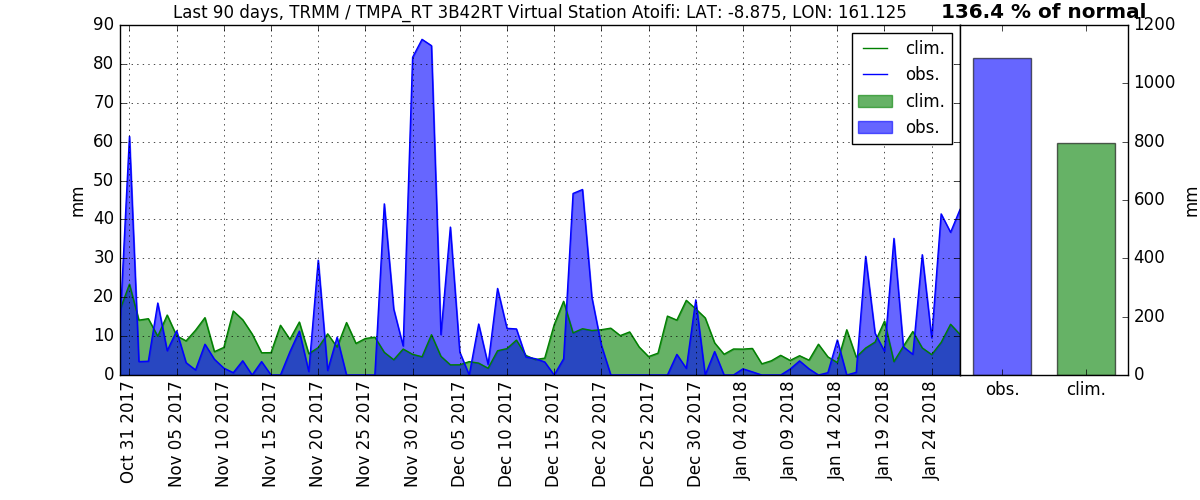 Last 90 days, TRMM / TMPA_RT 3B42RT Virtual Station Atoifi: LAT: -8.875, LON: 161.125
136.4 % of normal
mm
90
80
70
60
50
40
30
20
10
0
clim.
obs.
clim.
obs.
1200
1000
800
600
400
200
0
mm
obs.
clim.
Oct 31 2017
Nov 05 2017
Nov 10 2017
Nov 15 2017
Nov 20 2017
Nov 25 2017
Nov 30 2017
Dec 05 2017
Dec 10 2017
Dec 15 2017
Dec 20 2017
Dec 25 2017
Dec 30 2017
Jan 04 2018
Jan 09 2018
Jan 14 2018
Jan 19 2018
Jan 24 2018